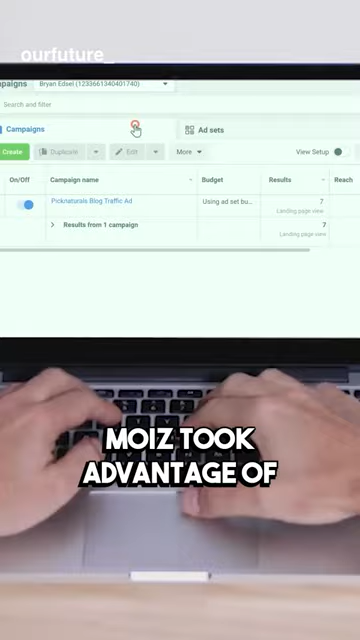 ourfuture_
mpaigns
Bryan Edsel (1233661340401740)
Search and filter
Campaigns
Ad sets
Create
Duplicate
Edit
More
View Setup
On/Off
Campaign name
Budget
Results
Reach
Picknaturals Blog Traffic Ad
Using ad set bu...
7
Landing page view
Results from 1 campaign
7
Landing page view
MOIZ TOOK
ADVANTAGE OF